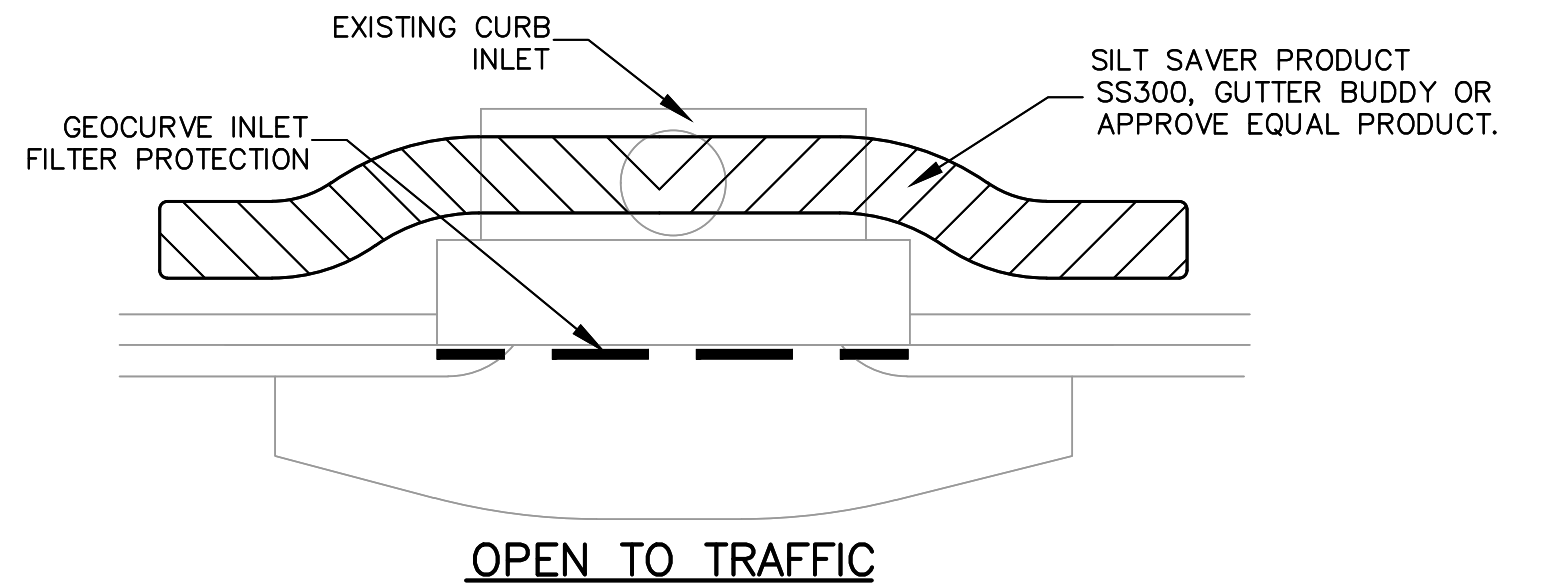 EXISTING CURB
INLET
SILT SAVER PRODUCT
SS300, GUTTER BUDDY OR
APPROVE EQUAL PRODUCT.
GEOCURVE INLET
FILTER PROTECTION
OPEN TO TRAFFIC